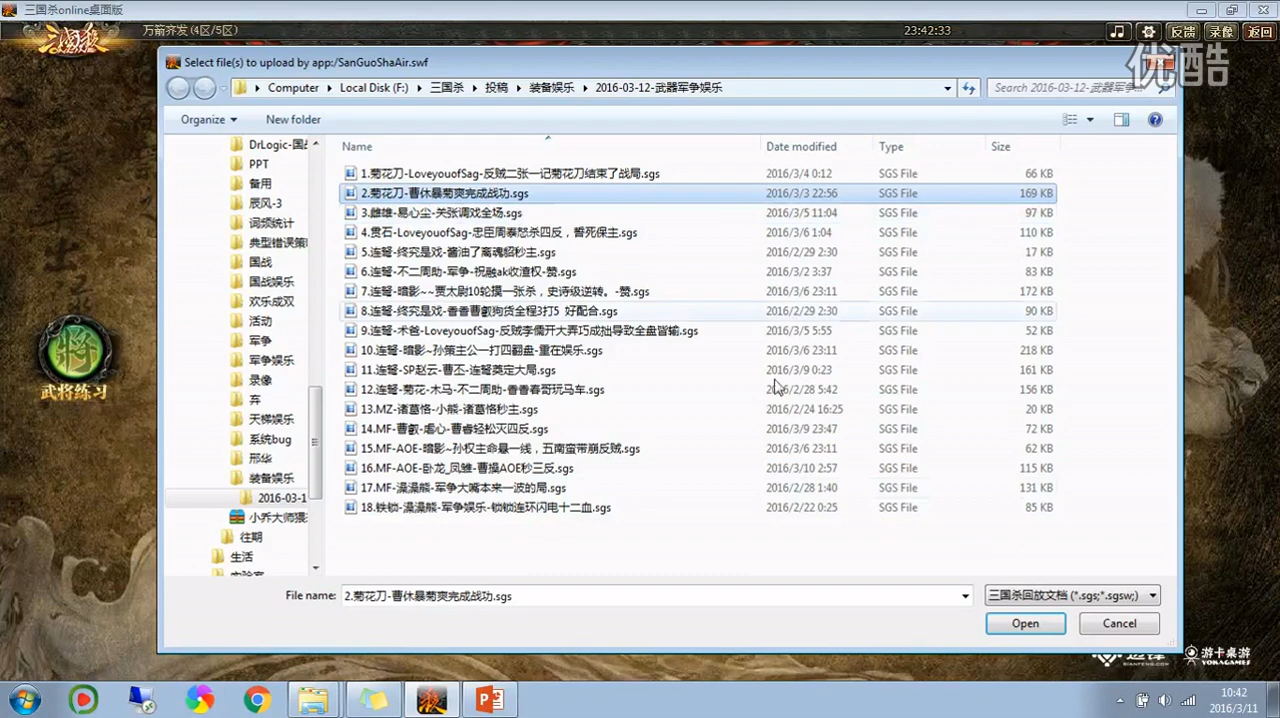 三国杀online桌面版
三国杀
万箭齐发 (4区/5区)
23:42:33
反馈
录像
返回
优酷
Select file(s) to upload by app:/SanGuoShaAir.swf
Computer
Local Disk (F:)
三国杀
投稿
装备娱乐
2016-03-12-武器军争娱乐
Search 2016-03-12-武器军争...
Organize
New folder
DrLogic-国战
PPT
备用
辰风-3
词频统计
典型错误策
国战
国战娱乐
欢乐成双
活动
军争
军争娱乐
录像
弃
天梯娱乐
系统bug
邢华
装备娱乐
2016-03-1
小乔大师猥
往期
生活
Name
Date modified
Type
Size
1.菊花刀-LoveyouofSag-反贼二张一记菊花刀结束了战局.sgs 2016/3/4 0:12 SGS File 66 KB
2.菊花刀-曹休暴菊爽完成战功.sgs 2016/3/3 22:56 SGS File 169 KB
3.雌雄-易心尘-关张调戏全场.sgs 2016/3/5 11:04 SGS File 97 KB
4.贯石-LoveyouofSag-忠臣周泰怒杀四反，誓死保主.sgs 2016/3/6 1:04 SGS File 110 KB
5.连弩-终究是戏-酱油了离魂貂秒主.sgs 2016/2/29 2:30 SGS File 17 KB
6.连弩-不二周助-军争-祝融ak收渣权-赞.sgs 2016/3/2 3:37 SGS File 83 KB
7.连弩-暗影~~贾太尉10轮摸一张杀，史诗级逆转。-赞.sgs 2016/3/6 23:11 SGS File 172 KB
8.连弩-终究是戏-香香曹叡狗货全程3打5 好配合.sgs 2016/2/29 2:30 SGS File 90 KB
9.连弩-术爸-LoveyouofSag-反贼李儒开大弄巧成拙导致全盘皆输.sgs 2016/3/5 5:55 SGS File 52 KB
10.连弩-暗影~孙策主公一打四翻盘-重在娱乐.sgs 2016/3/6 23:11 SGS File 218 KB
11.连弩-SP赵云-曹丕-连弩奠定大局.sgs 2016/3/9 0:23 SGS File 161 KB
12.连弩-菊花-木马-不二周助-香香春哥玩马车.sgs 2016/2/28 5:42 SGS File 156 KB
13.MZ-诸葛恪-小熊-诸葛恪秒主.sgs 2016/2/24 16:25 SGS File 20 KB
14.MF-曹叡-虐心-曹睿轻松灭四反.sgs 2016/3/9 23:47 SGS File 72 KB
15.MF-AOE-暗影~孙权主命悬一线，五南蛮带崩反贼.sgs 2016/3/6 23:11 SGS File 62 KB
16.MF-AOE-卧龙_凤雏-曹操AOE秒三反.sgs 2016/3/10 2:57 SGS File 115 KB
17.MF-濕濕熊-军争大嘴本来一波的局.sgs 2016/2/28 1:40 SGS File 131 KB
18.铁锁-濕濕熊-军争娱乐-锁锁连环闪电十二血.sgs 2016/2/22 0:25 SGS File 85 KB
將
武将练习
File name:
2.菊花刀-曹休暴菊爽完成战功.sgs
三国杀回放文档 (*.sgs;*.sgsw;)
Open
Cancel
游卡桌游
YOKAGAMES
10:42
2016/3/11